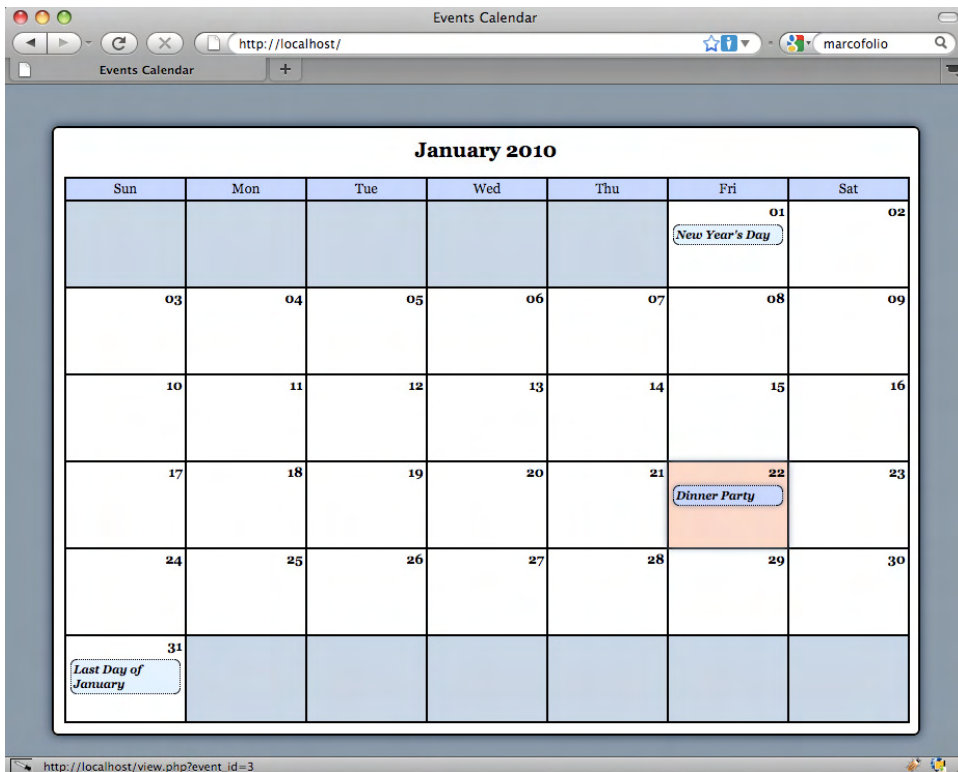 Events Calendar
http://localhost/
marcofolio
Events Calendar
+
January 2010
Sun Mon Tue Wed Thu Fri Sat
01 02
New Year's Day
03 04 05 06 07 08 09
10 11 12 13 14 15 16
17 18 19 20 21 22 23
Dinner Party
24 25 26 27 28 29 30
31
Last Day of
January
http://localhost/view.php?event_id=3